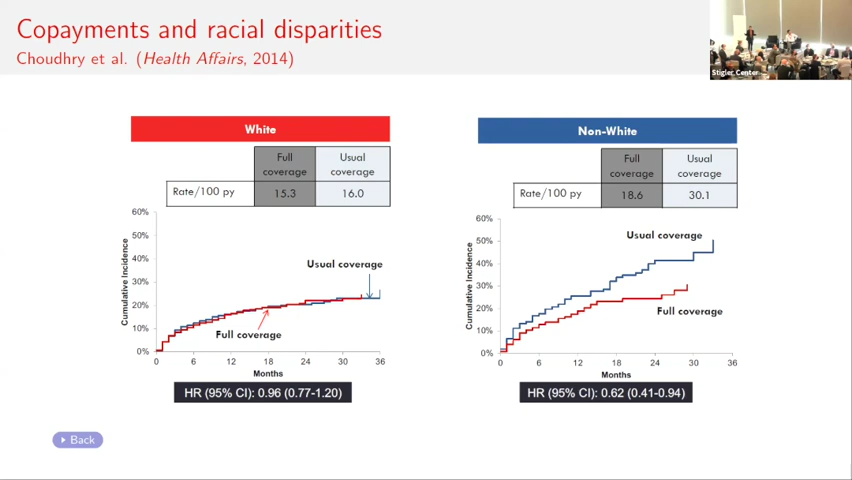 Copayments and racial disparities
Choudhry et al. (Health Affairs, 2014)
Stigler Center
White
Full coverage
Usual coverage
Rate/100 py
15.3
16.0
60%
50%
40%
30%
20%
10%
0%
Cumulative Incidence
Usual coverage
Full coverage
0 6 12 18 24 30 36
Months
HR (95% CI): 0.96 (0.77-1.20)
Non-White
Full coverage
Usual coverage
Rate/100 py
18.6
30.1
60%
50%
40%
30%
20%
10%
0%
Cumulative Incidence
Usual coverage
Full coverage
0 6 12 18 24 30 36
Months
HR (95% CI): 0.62 (0.41-0.94)
Back